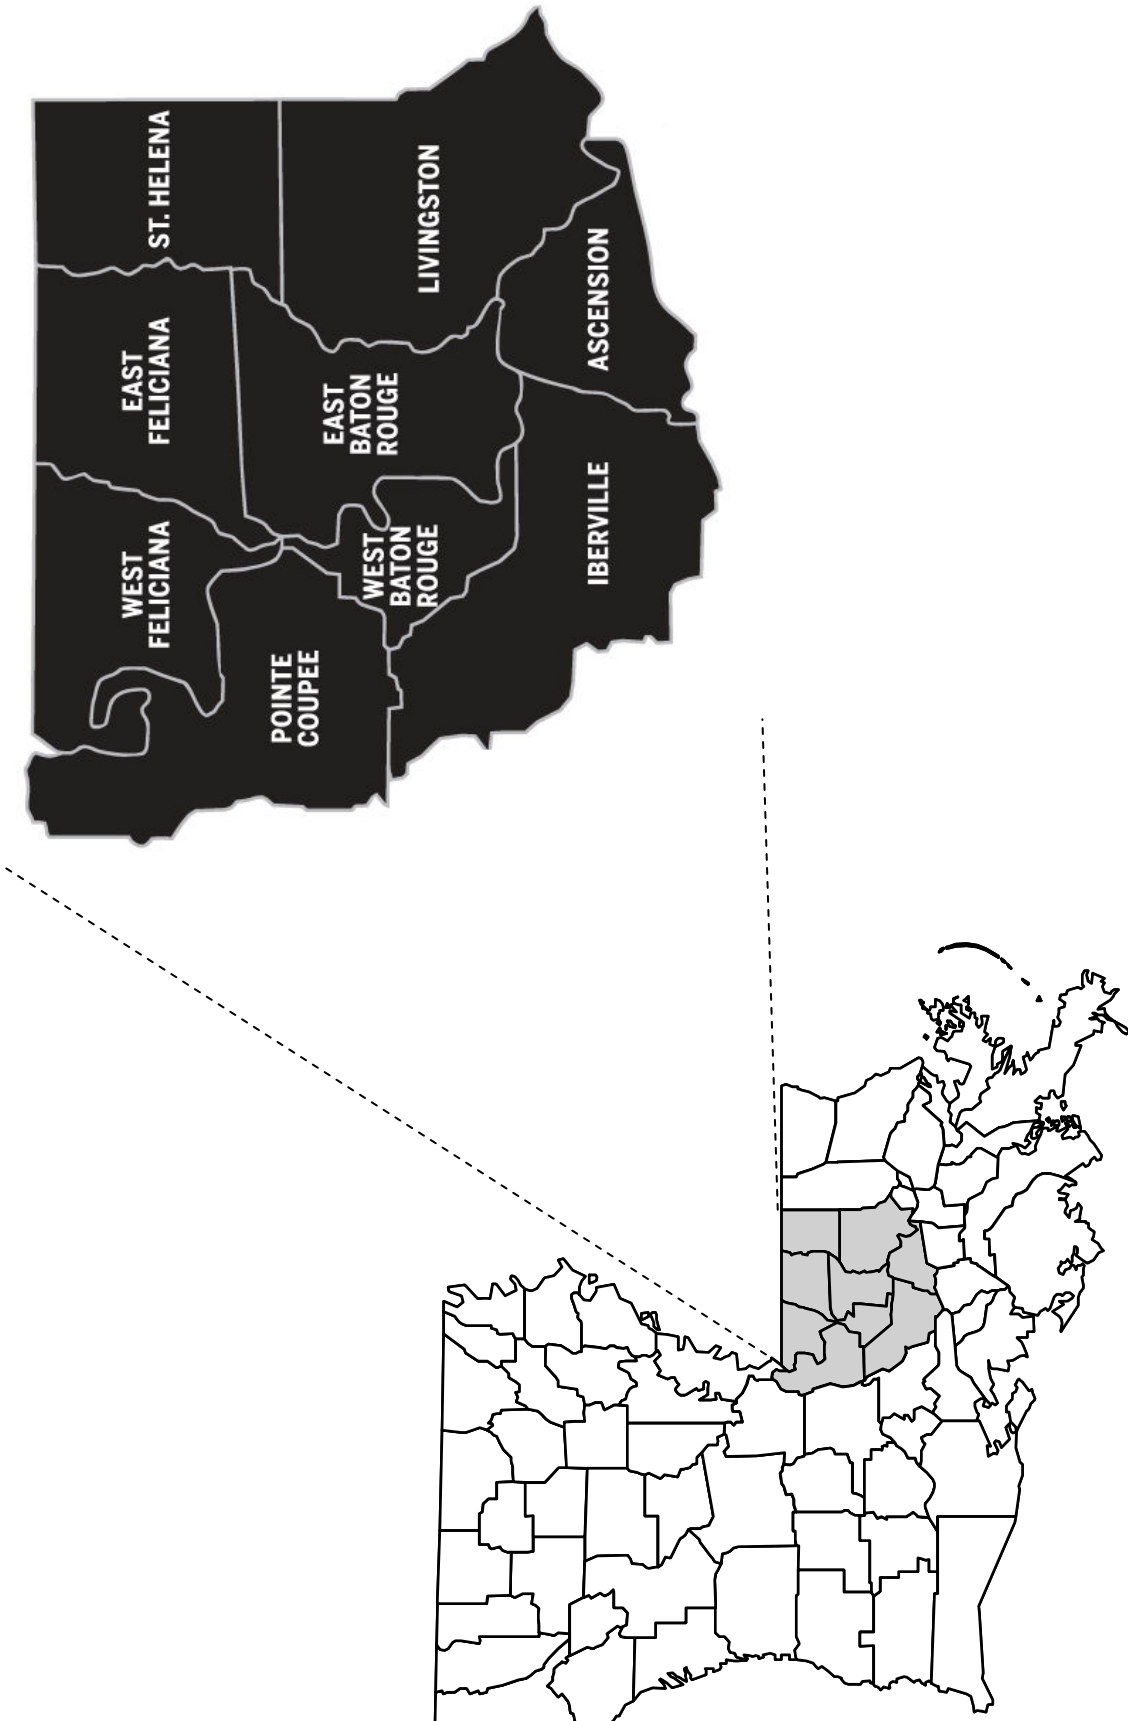 WEST
FELICIANA
EAST
FELICIANA
ST. HELENA
POINTE
COUPEE
WEST
BATON
ROUGE
EAST
BATON
ROUGE
LIVINGSTON
IBERVILLE
ASCENSION